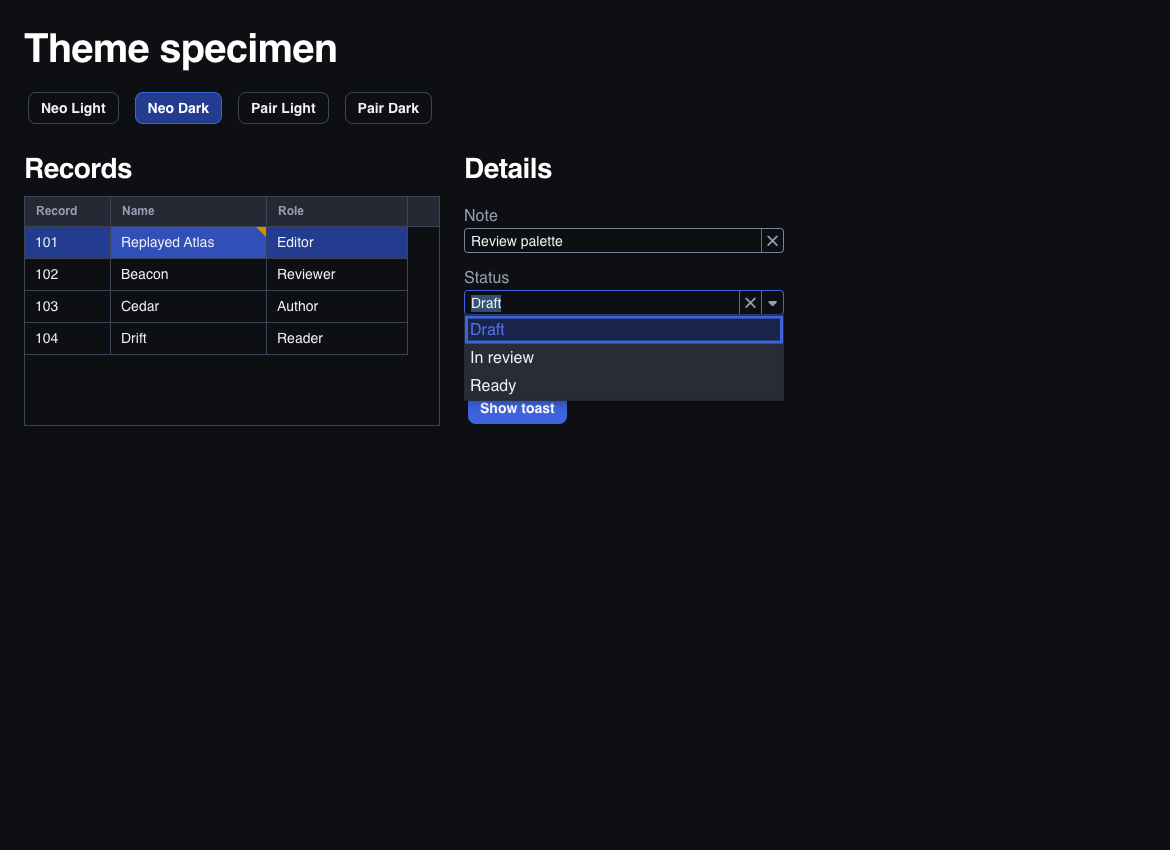 Theme specimen
Neo Light Neo Dark Pair Light Pair Dark
Records
Record Name Role
101 Replayed Atlas Editor
102 Beacon Reviewer
103 Cedar Author
104 Drift Reader
Details
Note
Review palette
Status
Draft
Draft
In review
Ready
Show toast